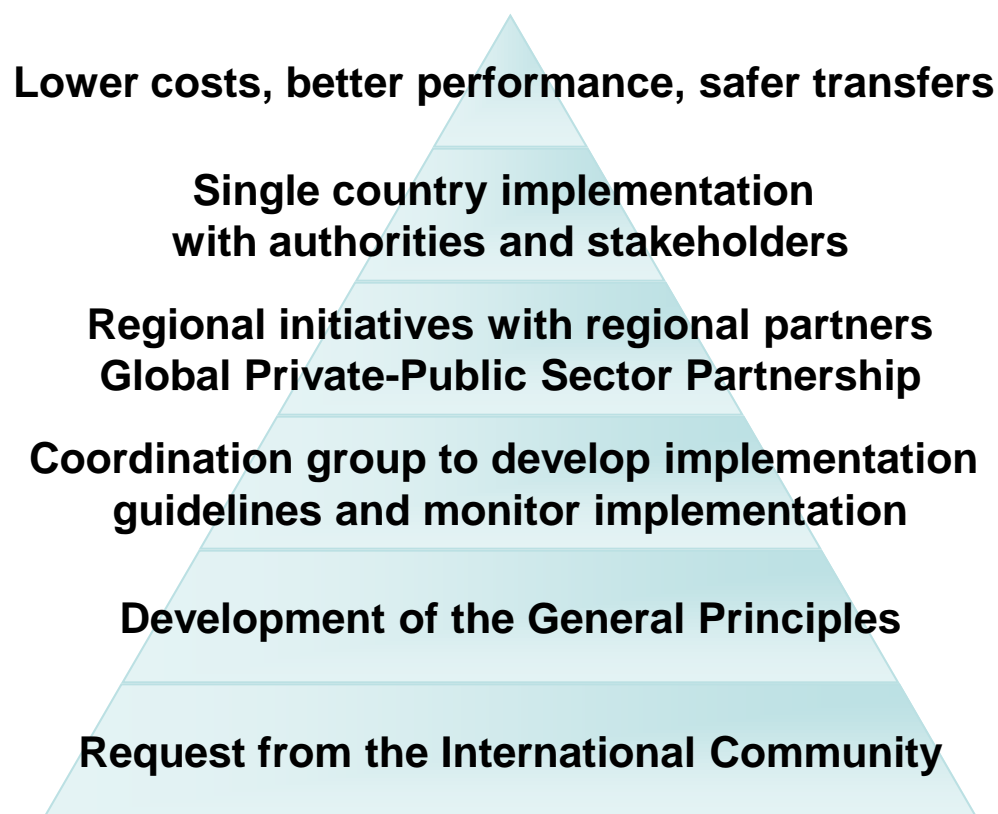 Lower costs, better performance, safer transfers
Single country implementation
with authorities and stakeholders
Regional initiatives with regional partners
Global Private-Public Sector Partnership
Coordination group to develop implementation
guidelines and monitor implementation
Development of the General Principles
Request from the International Community